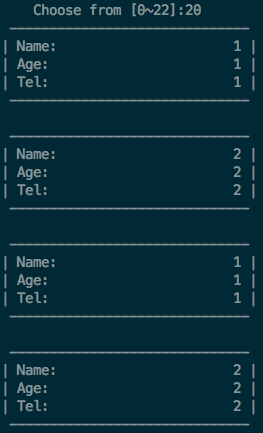 Choose from [0~22]:20
| Name: 1 |
| Age: 1 |
| Tel: 1 |
| Name: 2 |
| Age: 2 |
| Tel: 2 |
| Name: 1 |
| Age: 1 |
| Tel: 1 |
| Name: 2 |
| Age: 2 |
| Tel: 2 |